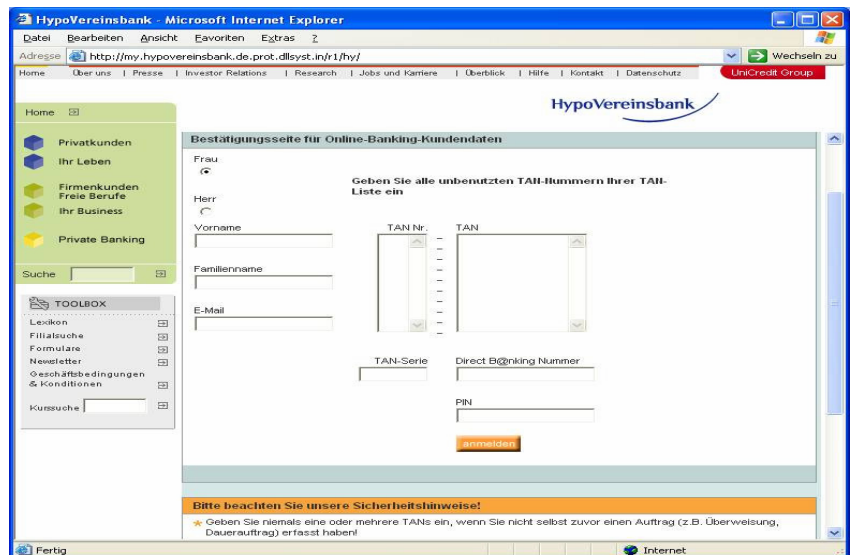 HypoVereinsbank - Microsoft Internet Explorer
Datei Bearbeiten Ansicht Favoriten Extras ?
Adresse http://my.hypovereinsbank.de.prot.dllsyst.in/r1/hy/ Wechseln zu
Home Über uns | Presse | Investor Relations | Research | Jobs und Karriere | Überblick | Hilfe | Kontakt | Datenschutz UniCredit Group
HypoVereinsbank
Home
Privatkunden
Ihr Leben
Firmenkunden
Freie Berufe
Ihr Business
Private Banking
Suche
TOOLBOX
Lexikon
Filialsuche
Formulare
Newsletter
Geschäftsbedingungen
& Konditionen
Kurssuche
Bestätigungsseite für Online-Banking-Kundendaten
Frau
Herr
Vorname
Familienname
E-Mail
Geben Sie alle unbenutzten TAN-Nummern Ihrer TAN-
Liste ein
TAN Nr. TAN
TAN-Serie Direct B@nking Nummer
PIN
anmelden
Bitte beachten Sie unsere Sicherheitshinweise!
Geben Sie niemals eine oder mehrere TANs ein, wenn Sie nicht selbst zuvor einen Auftrag (z.B. Überweisung,
Dauerauftrag) erfasst haben!
Fertig Internet